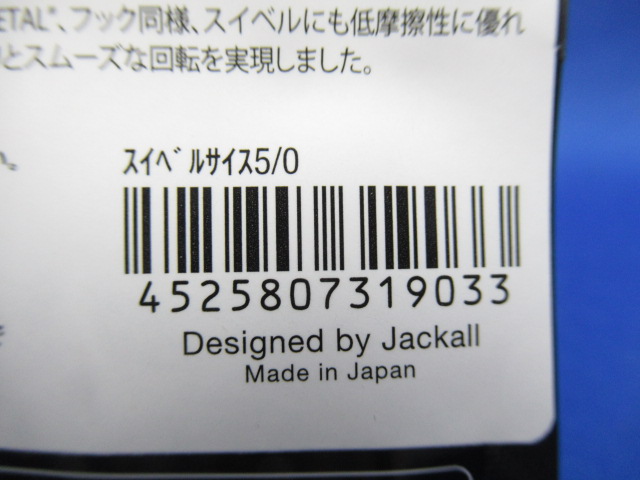 ETAL®、フック同様、スイベルにも低摩擦性に優れ
とスムーズな回転を実現しました。
スイベルサイス5/0
4525807319033
Designed by Jackall
Made in Japan